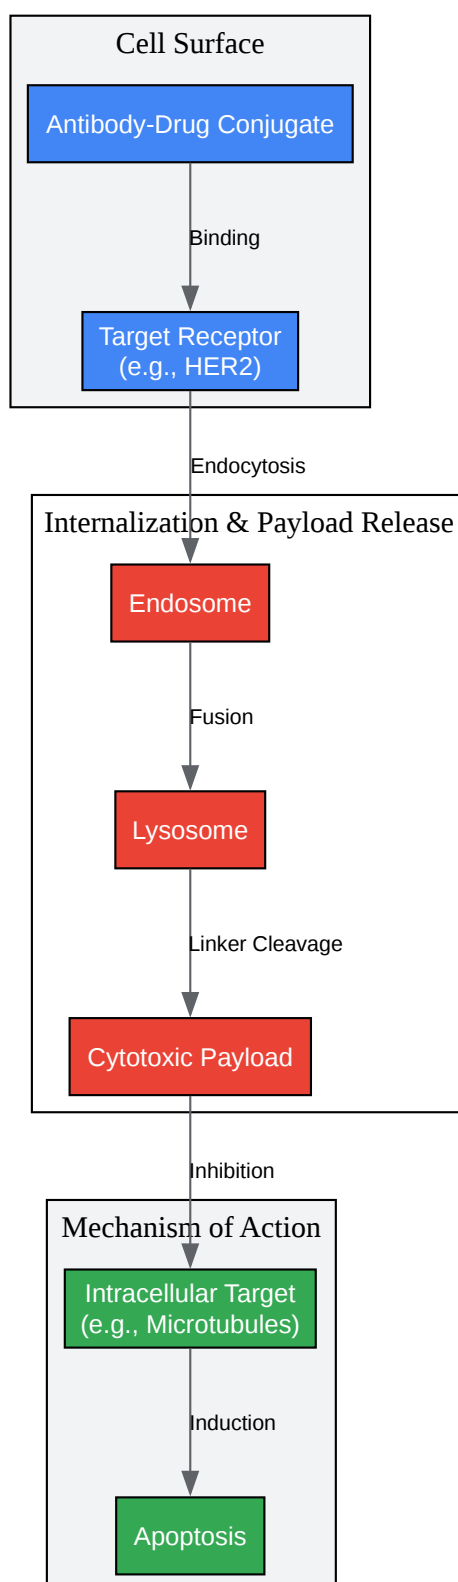 Cell Surface
Antibody-Drug Conjugate
Binding
Target Receptor
(e.g., HER2)
Endocytosis
Internalization & Payload Release
Endosome
Fusion
Lysosome
Linker Cleavage
Cytotoxic Payload
Inhibition
Mechanism of Action
Intracellular Target
(e.g., Microtubules)
Induction
Apoptosis